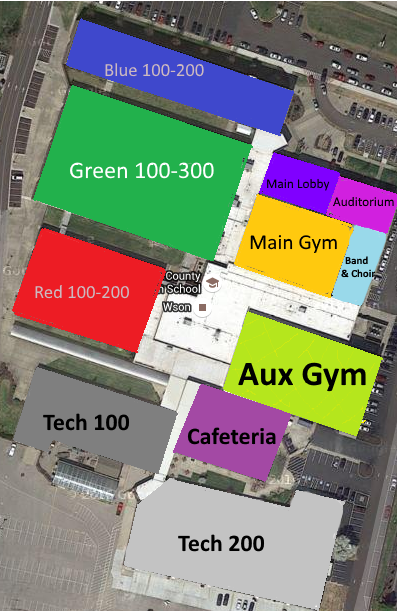 Blue 100-200
Green 100-300
Main Lobby
Auditorium
Main Gym
Band
& Choir
County
School
Wson
Red 100-200
Aux Gym
Tech 100
Cafeteria
Tech 200